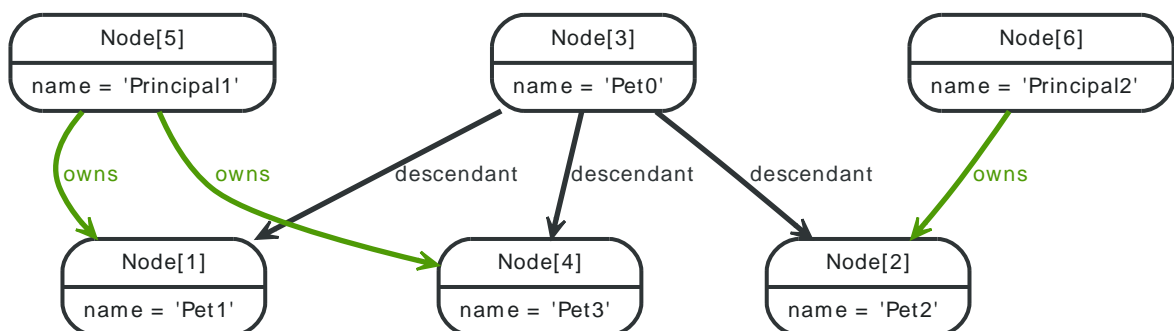 Node[5]
name = 'Principal1'
Node[3]
name = 'Pet0'
Node[6]
name = 'Principal2'
owns
owns
descendant
descendant
descendant
owns
Node[1]
name = 'Pet1'
Node[4]
name = 'Pet3'
Node[2]
name = 'Pet2'